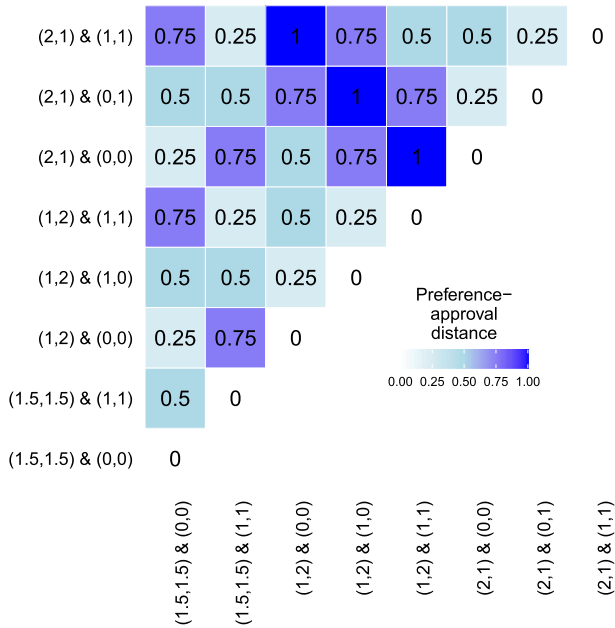 (2,1) & (1,1) 0.75 0.25 1 0.75 0.5 0.5 0.25 0
(2,1) & (0,1) 0.5 0.5 0.75 1 0.75 0.25 0
(2,1) & (0,0) 0.25 0.75 0.5 0.75 1 0
(1,2) & (1,1) 0.75 0.25 0.5 0.25 0
(1,2) & (1,0) 0.5 0.5 0.25 0
(1,2) & (0,0) 0.25 0.75 0
(1.5,1.5) & (1,1) 0.5 0
(1.5,1.5) & (0,0) 0
Preference−
approval
distance
0.00 0.25 0.50 0.75 1.00
(1.5,1.5) & (0,0)
(1.5,1.5) & (1,1)
(1,2) & (0,0)
(1,2) & (1,0)
(1,2) & (1,1)
(2,1) & (0,0)
(2,1) & (0,1)
(2,1) & (1,1)